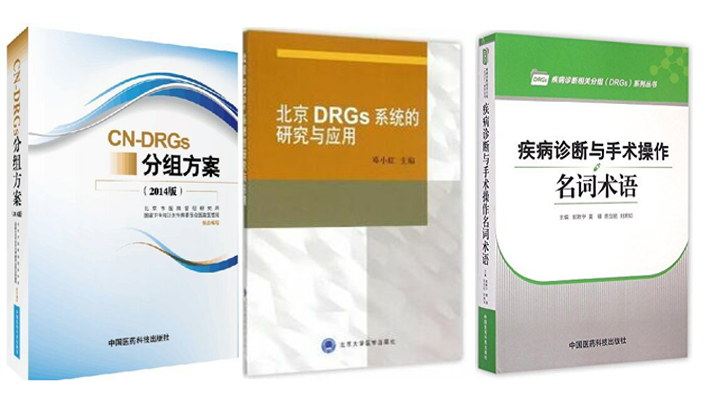 CN-DRGs分组方案
CN-DRGs
分组方案
(2014版)
中国医药科技出版社
北京 DRGs 系统的
研究与应用
邓小虹 主编
北京大学医学出版社
疾病诊断与手术操作名词术语
DRGs 疾病诊断相关分组(DRGs)系列丛书
疾病诊断与手术操作
名词术语
中国医药科技出版社